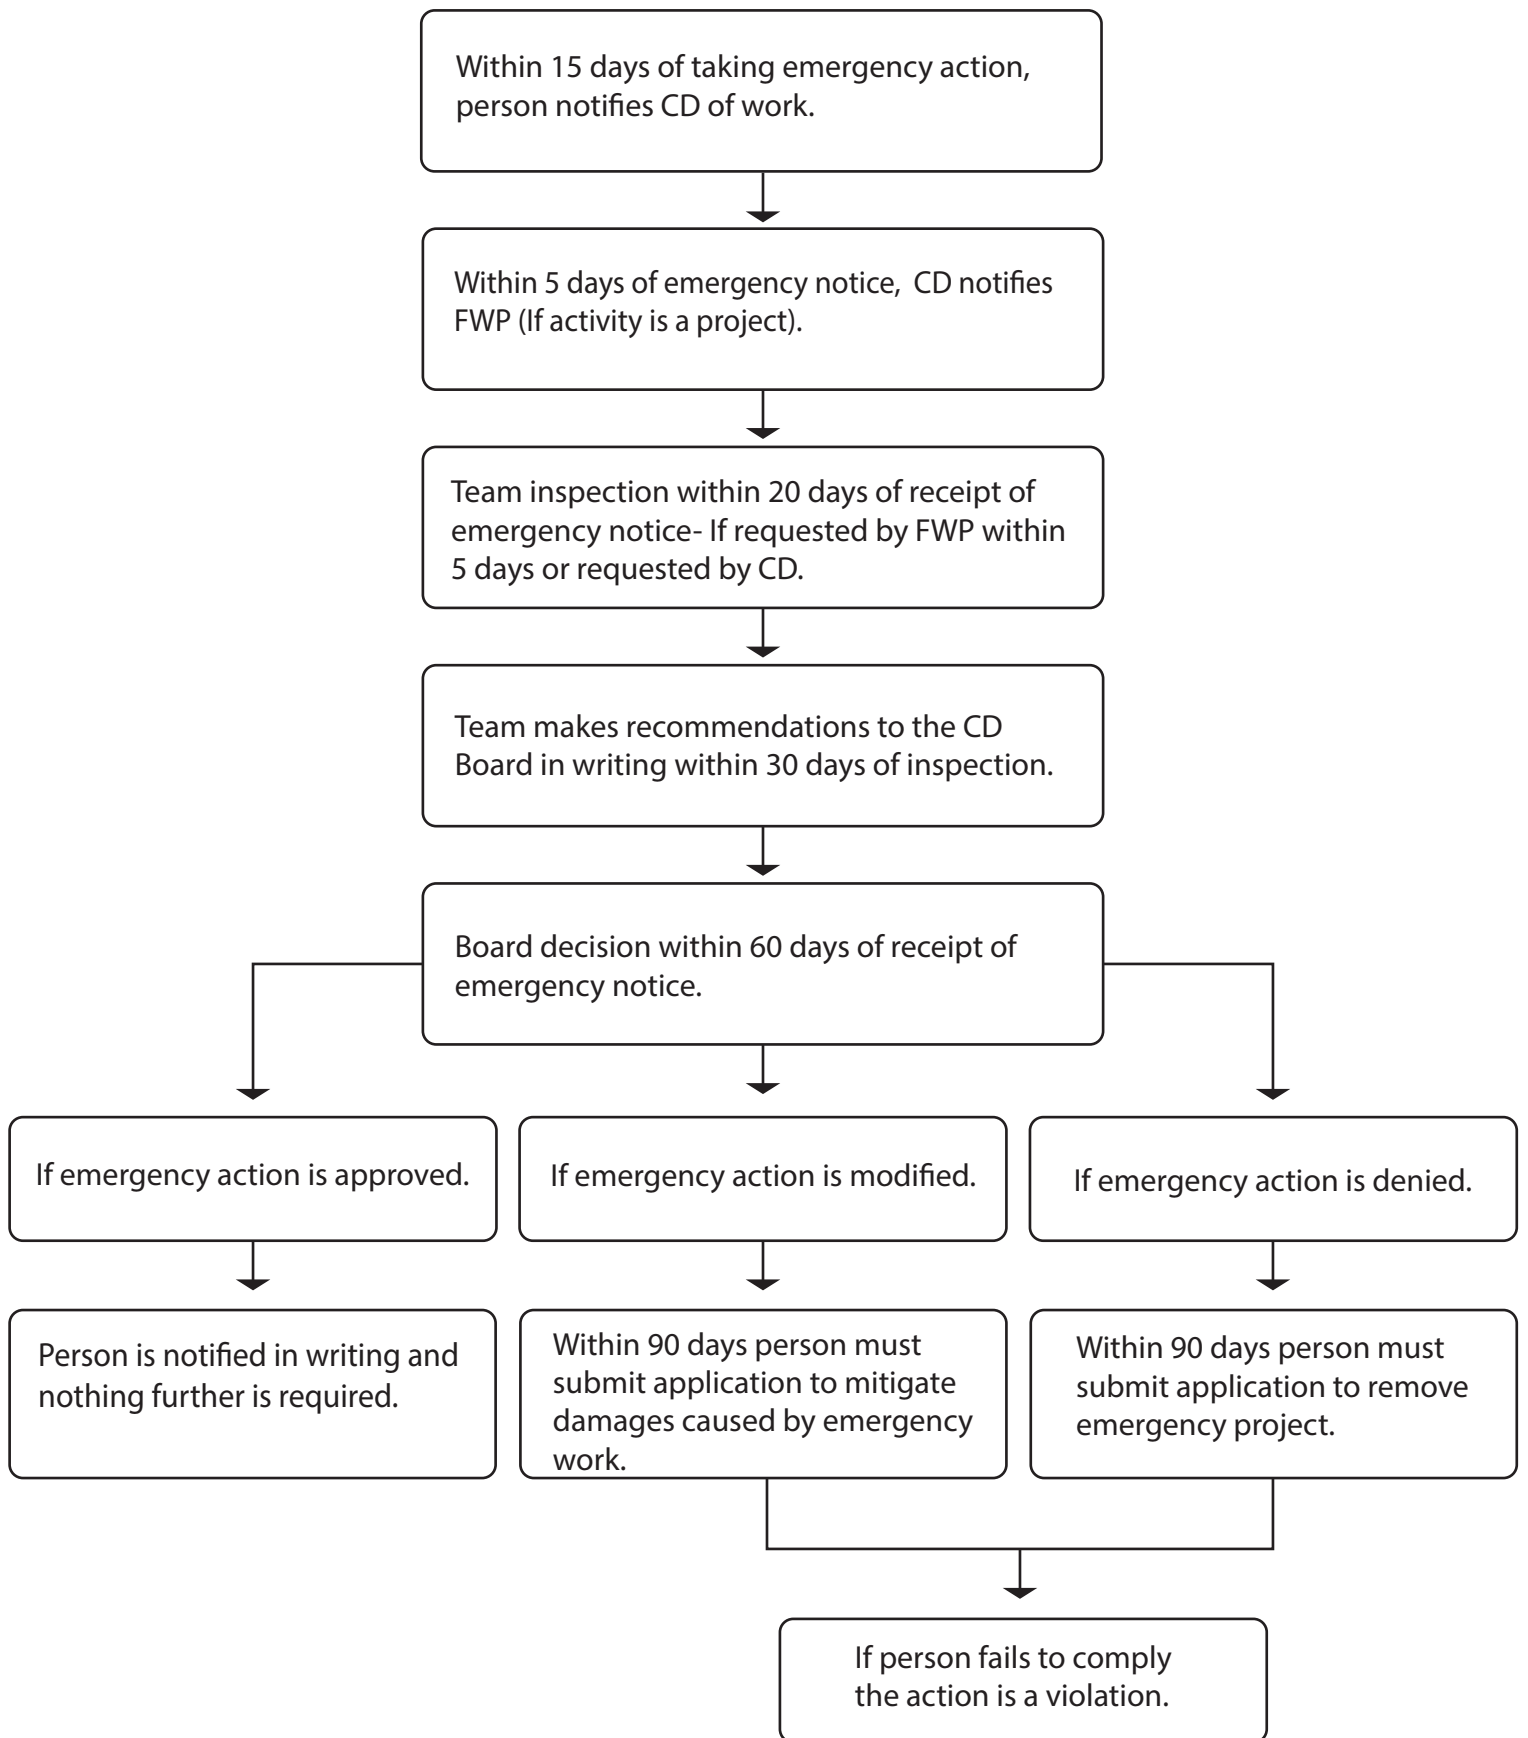 Within 15 days of taking emergency action,
person notifies CD of work.
Within 5 days of emergency notice,  CD notifies
FWP (If activity is a project).
Team inspection within 20 days of receipt of
emergency notice- If requested by FWP within
5 days or requested by CD.
Team makes recommendations to the CD
Board in writing within 30 days of inspection.
Board decision within 60 days of receipt of
emergency notice.
If emergency action is approved.
If emergency action is modified.
If emergency action is denied.
Person is notified in writing and
nothing further is required.
Within 90 days person must
submit application to mitigate
damages caused by emergency
work.
Within 90 days person must
submit application to remove
emergency project.
If person fails to comply
the action is a violation.